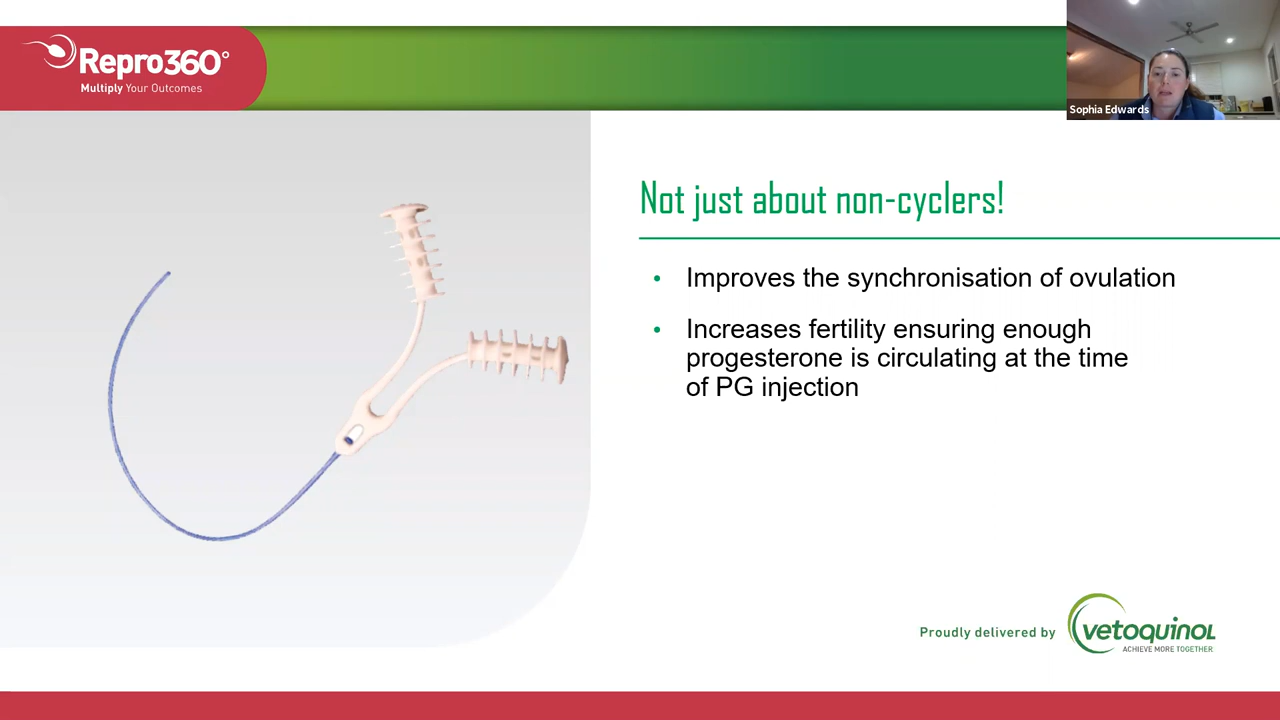 Repro360°
Multiply Your Outcomes
Sophia Edwards
Not just about non-cyclers!
• Improves the synchronisation of ovulation
• Increases fertility ensuring enough
progesterone is circulating at the time
of PG injection
Proudly delivered by
vetoquinol
ACHIEVE MORE TOGETHER